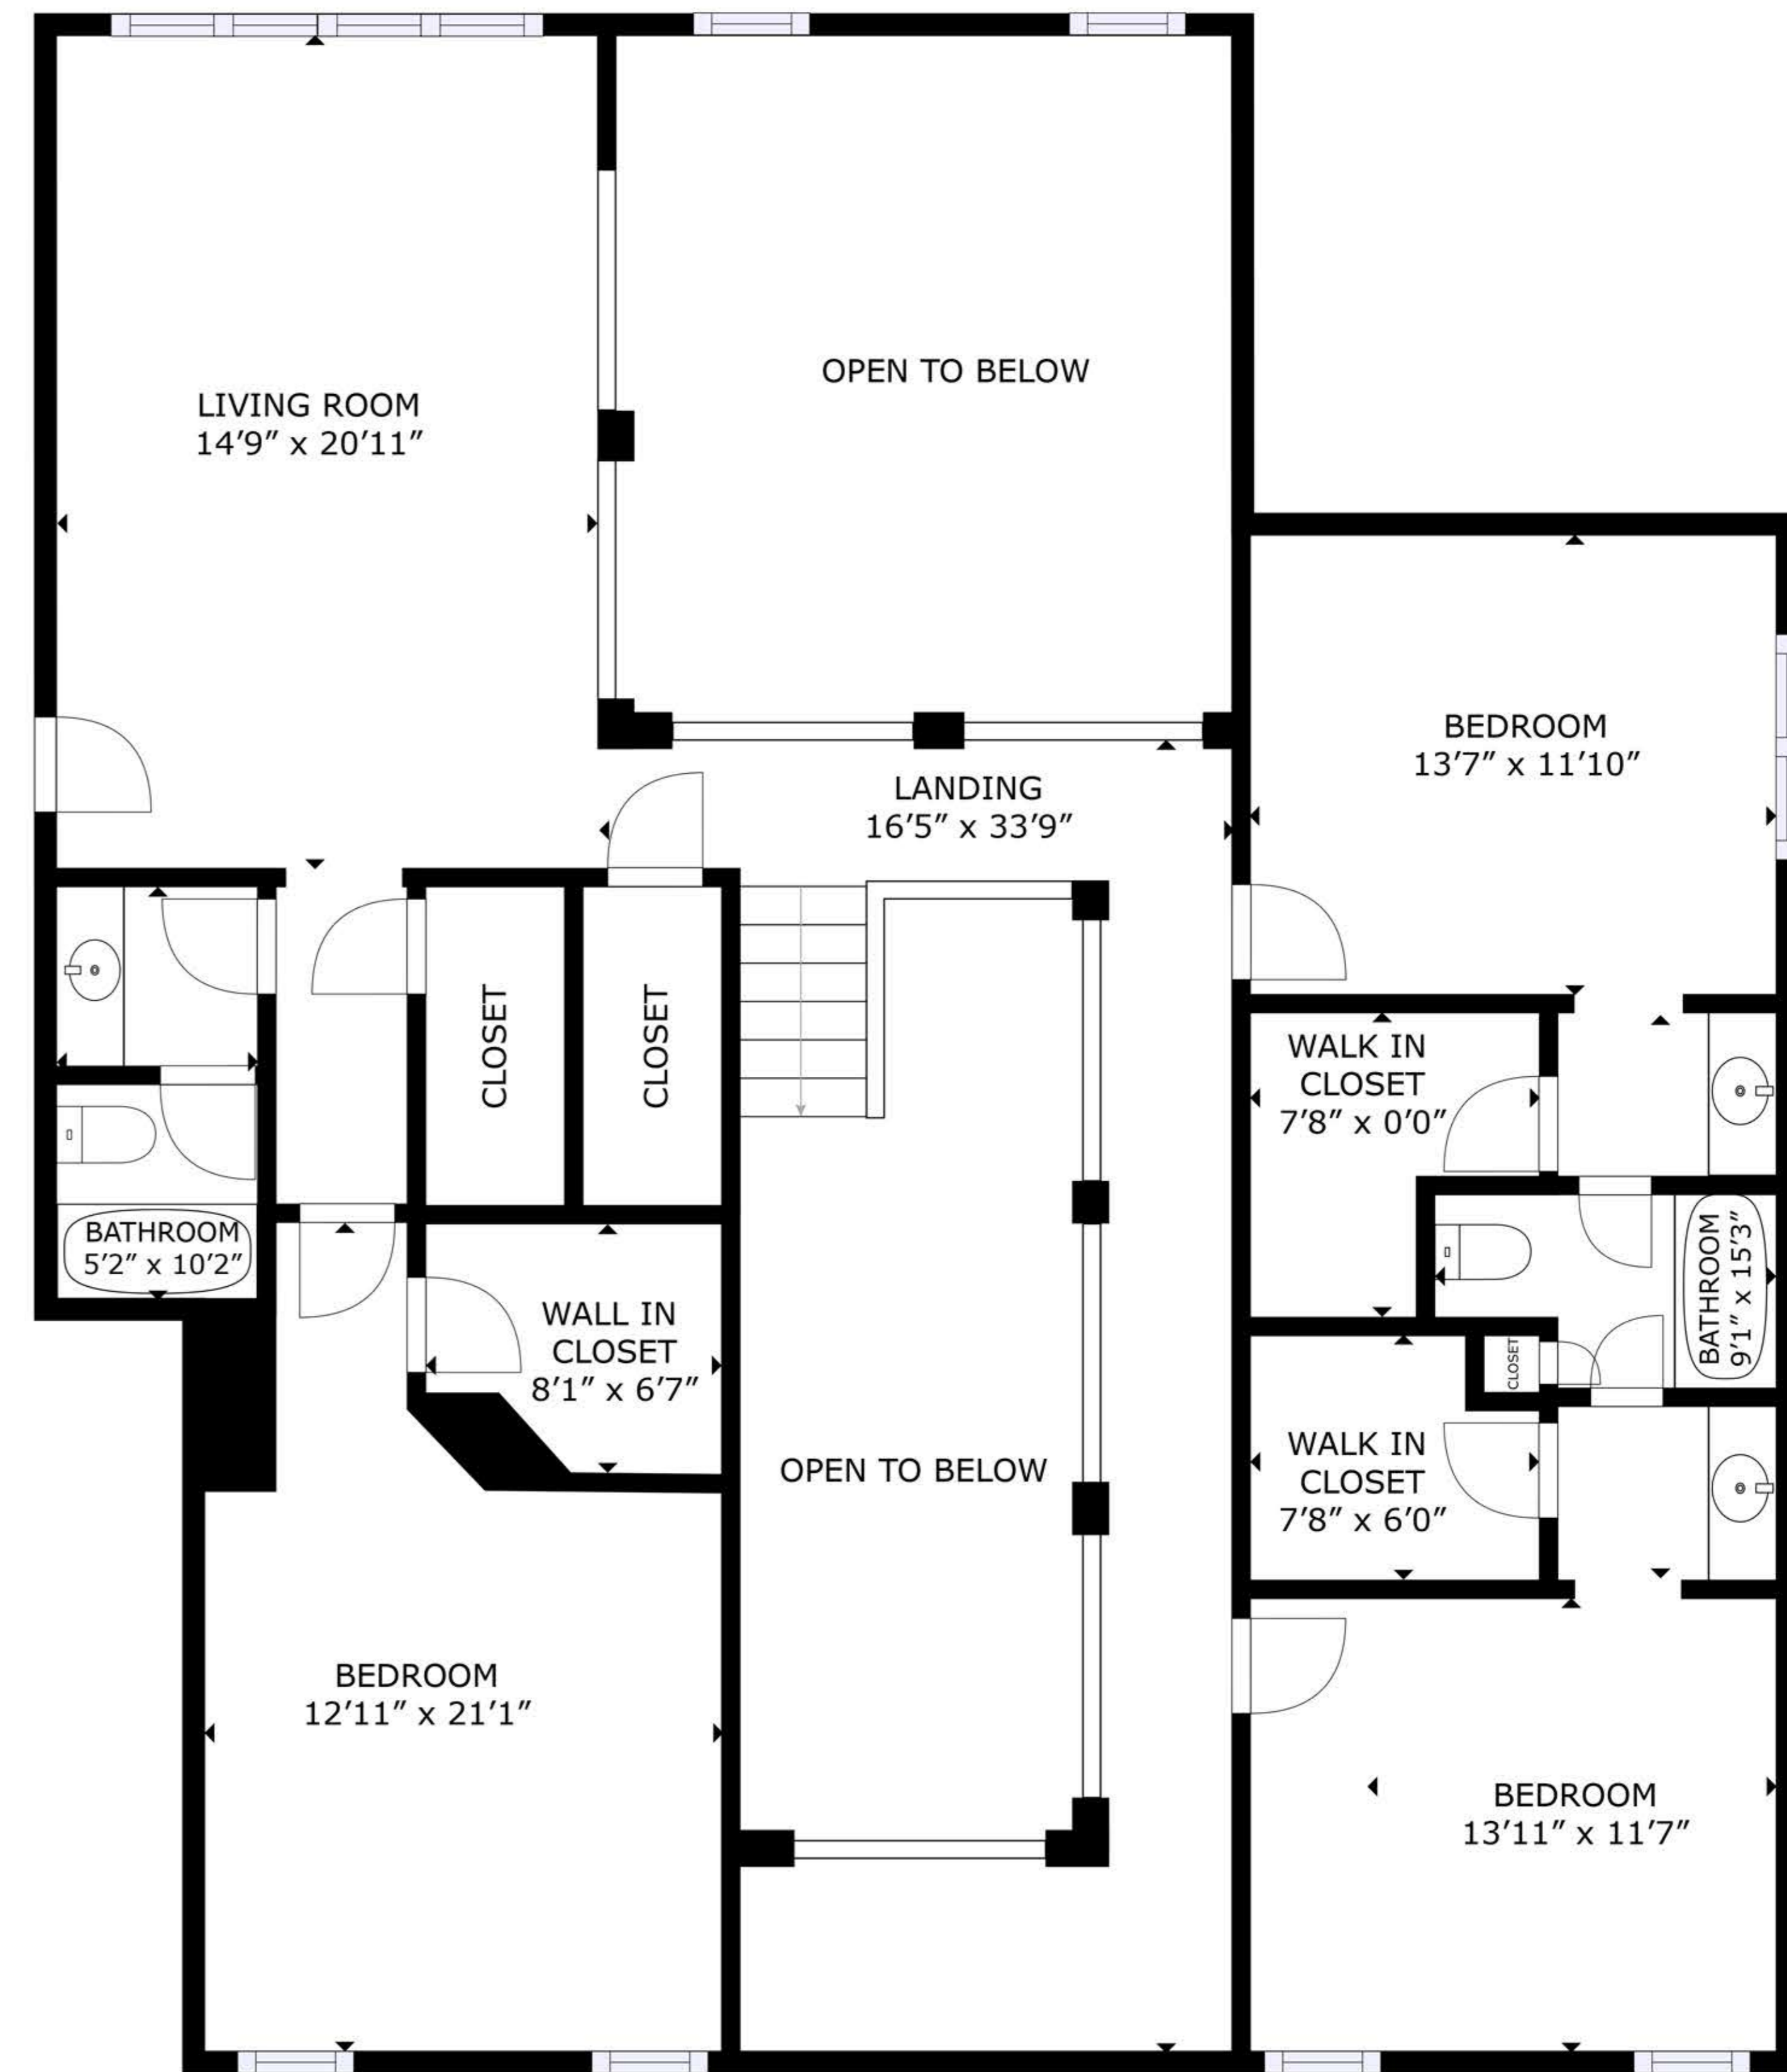 OPEN TO BELOW
LIVING ROOM
14’9” x 20’11”
BEDROOM
13’7” x 11’10”
LANDING
16’5” x 33’9”
CLOSET
CLOSET
WALK IN
CLOSET
7’8” x 0’0”
BATHROOM
5’2” x 10’2”
BATHROOM
9’1” x 15’3”
WALL IN
CLOSET
8’1” x 6’7”
CLOSET
WALK IN
CLOSET
7’8” x 6’0”
OPEN TO BELOW
BEDROOM
12’11” x 21’1”
BEDROOM
13’11” x 11’7”